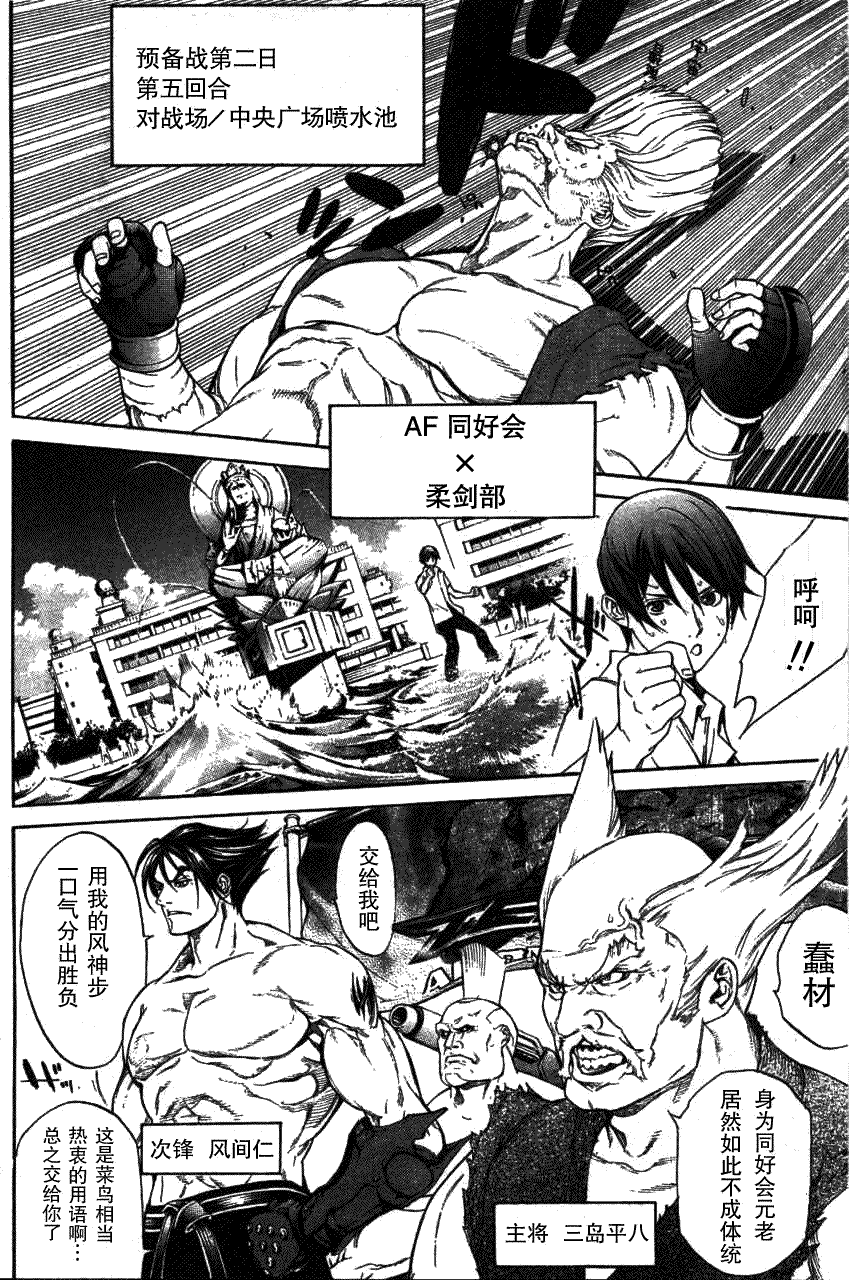 预备战第二日
第五回合
对战场/中央广场喷水池
ド
AF 同好会
×
柔剑部
呼呵!!
蠢材
身为同好会元老
居然如此不成体统
主将 三岛平八
交给我吧
用我的风神步
一口气分出胜负
次锋 风间仁
这是菜鸟相当
热衷的用语啊…
总之交给你了